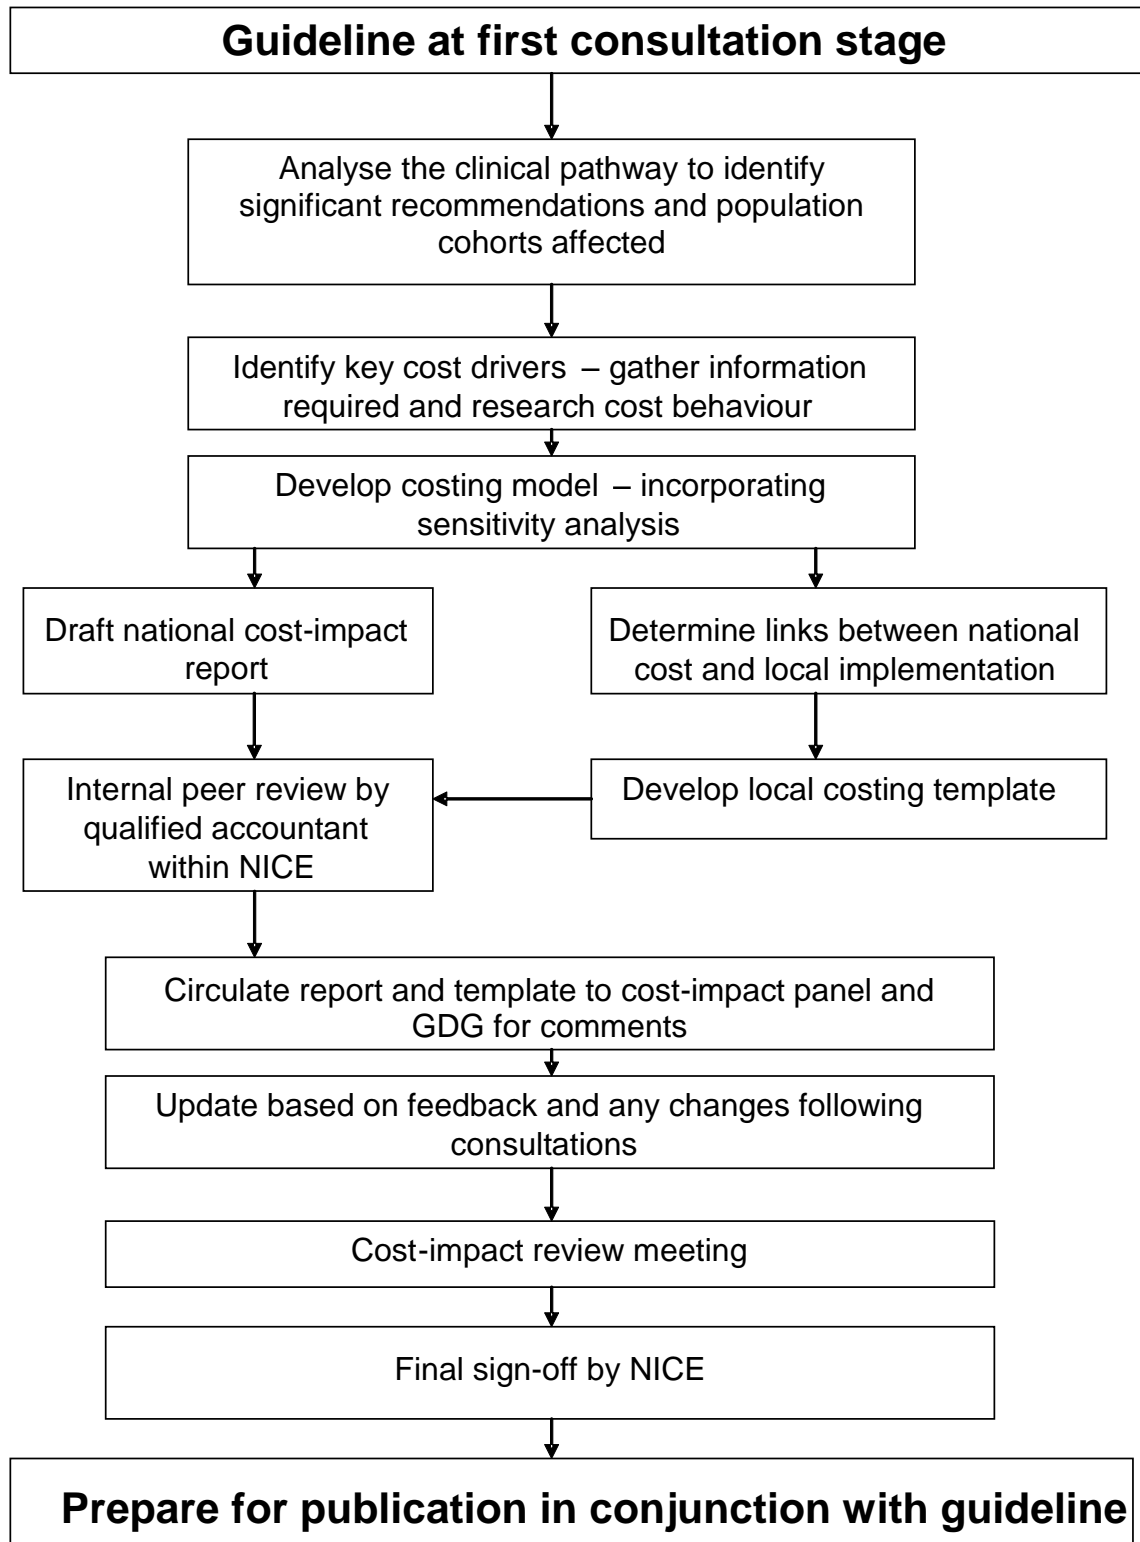 Guideline at first consultation stage
Analyse the clinical pathway to identify
significant recommendations and population
cohorts affected
Identify key cost drivers – gather information
required and research cost behaviour
Develop costing model – incorporating
sensitivity analysis
Draft national cost-impact
report
Determine links between national
cost and local implementation
Internal peer review by
qualified accountant
within NICE
Develop local costing template
Circulate report and template to cost-impact panel and
GDG for comments
Update based on feedback and any changes following
consultations
Cost-impact review meeting
Final sign-off by NICE
Prepare for publication in conjunction with guideline